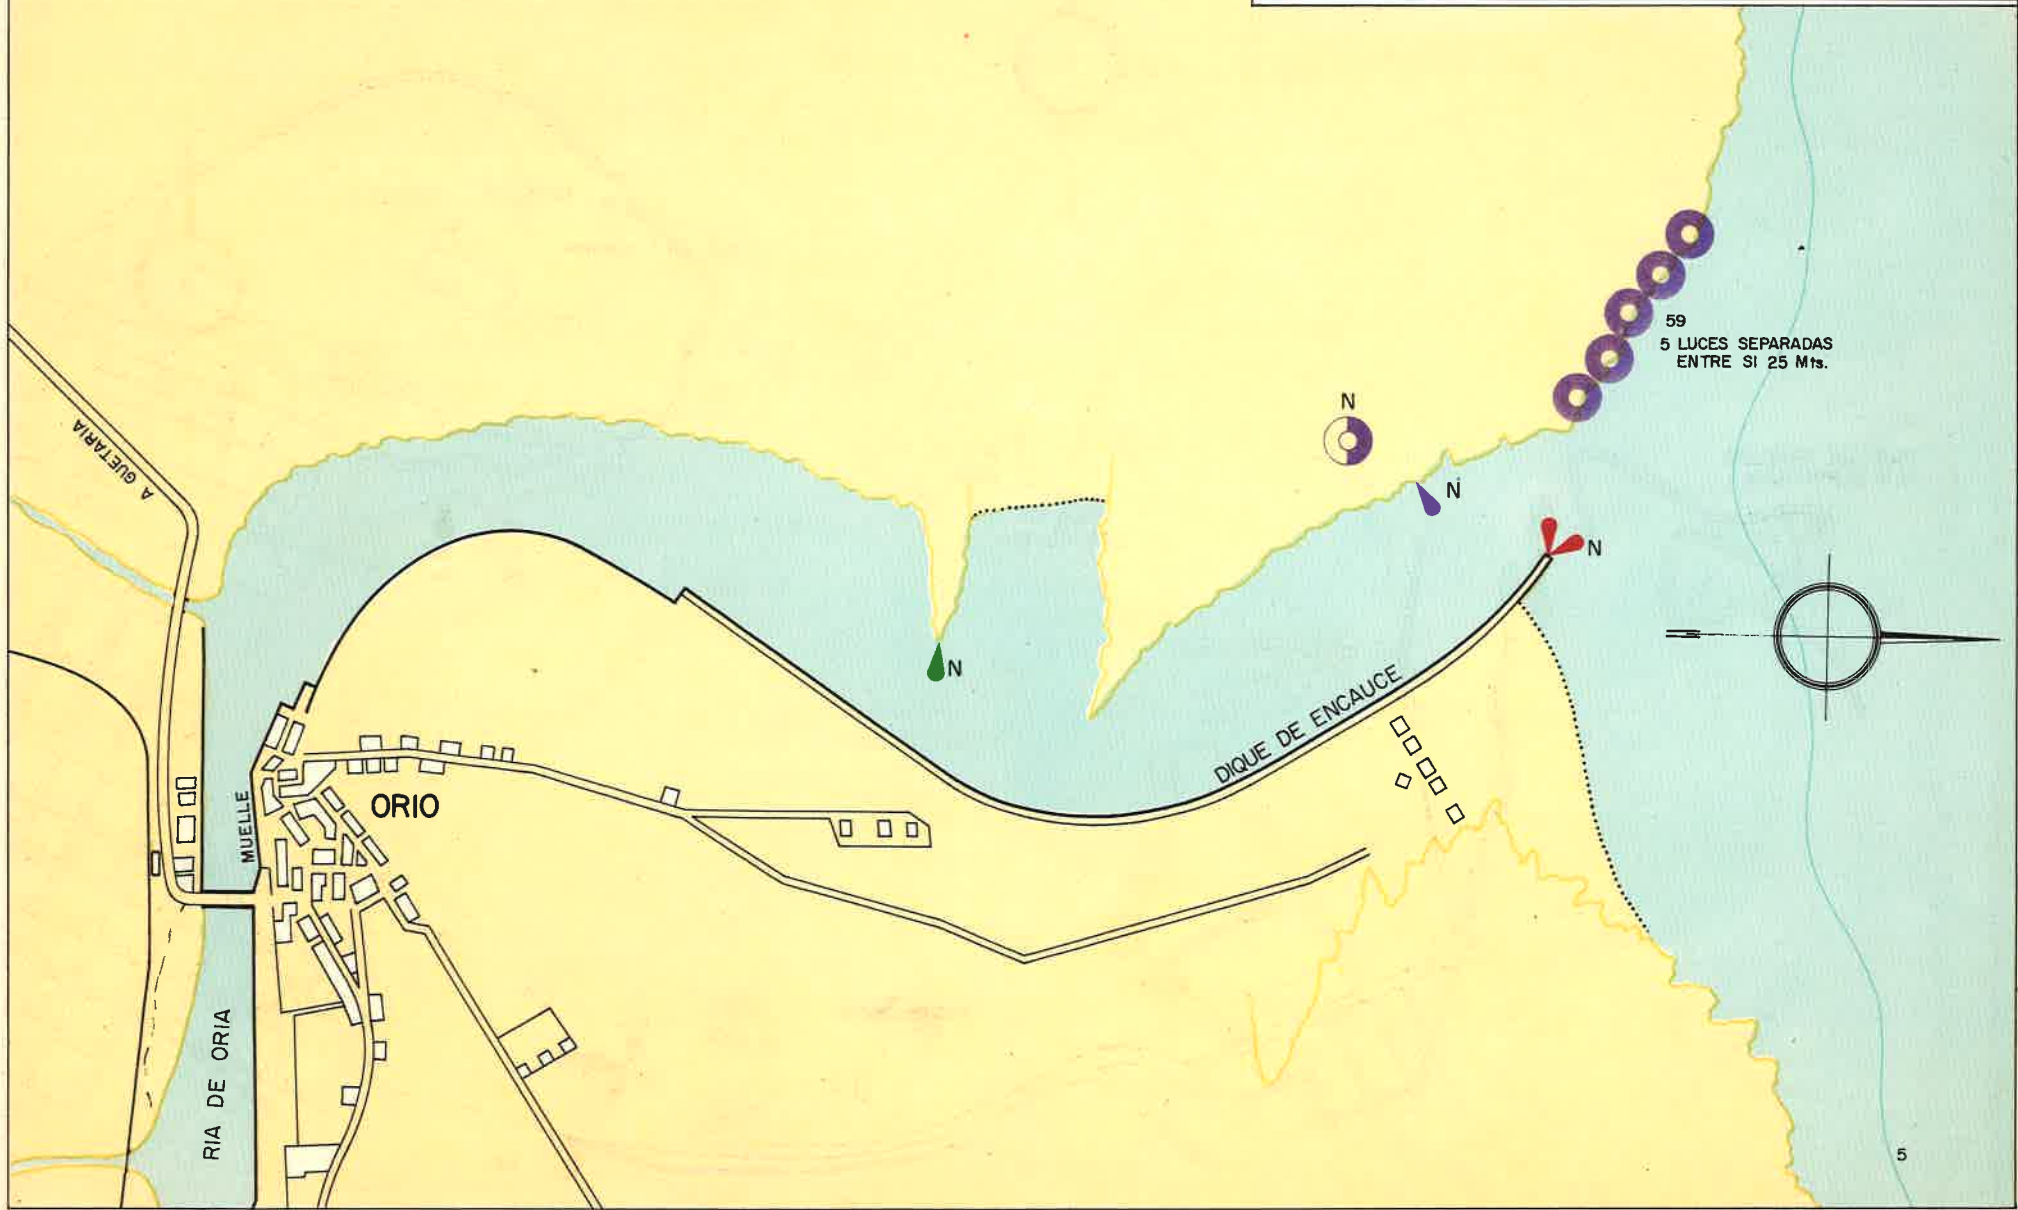 59
5 LUCES SEPARADAS
ENTRE SI 25 Mts.
N
N
N
N
A GUETARIA
DIQUE DE ENCAUCE
MUELLE
ORIO
RIA DE ORIA
5